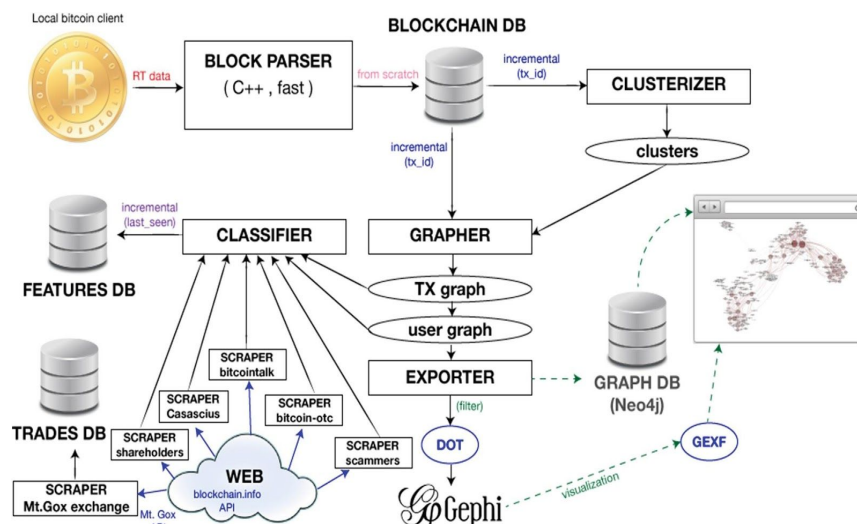 Local bitcoin client
RT data
BLOCK PARSER
( C++ , fast )
from scratch
BLOCKCHAIN DB
incremental
(tx_id)
CLUSTERIZER
clusters
incremental
(tx_id)
incremental
(last_seen)
FEATURES DB
CLASSIFIER
GRAPHER
TX graph
user graph
EXPORTER
(filter)
DOT
Gephi
visualization
GEXF
GRAPH DB
(Neo4j)
TRADES DB
SCRAPER
bitcointalk
SCRAPER
Casascius
SCRAPER
bitcoin-otc
SCRAPER
shareholders
SCRAPER
scammers
WEB
blockchain.info
API
SCRAPER
Mt.Gox exchange
Mt. Gox